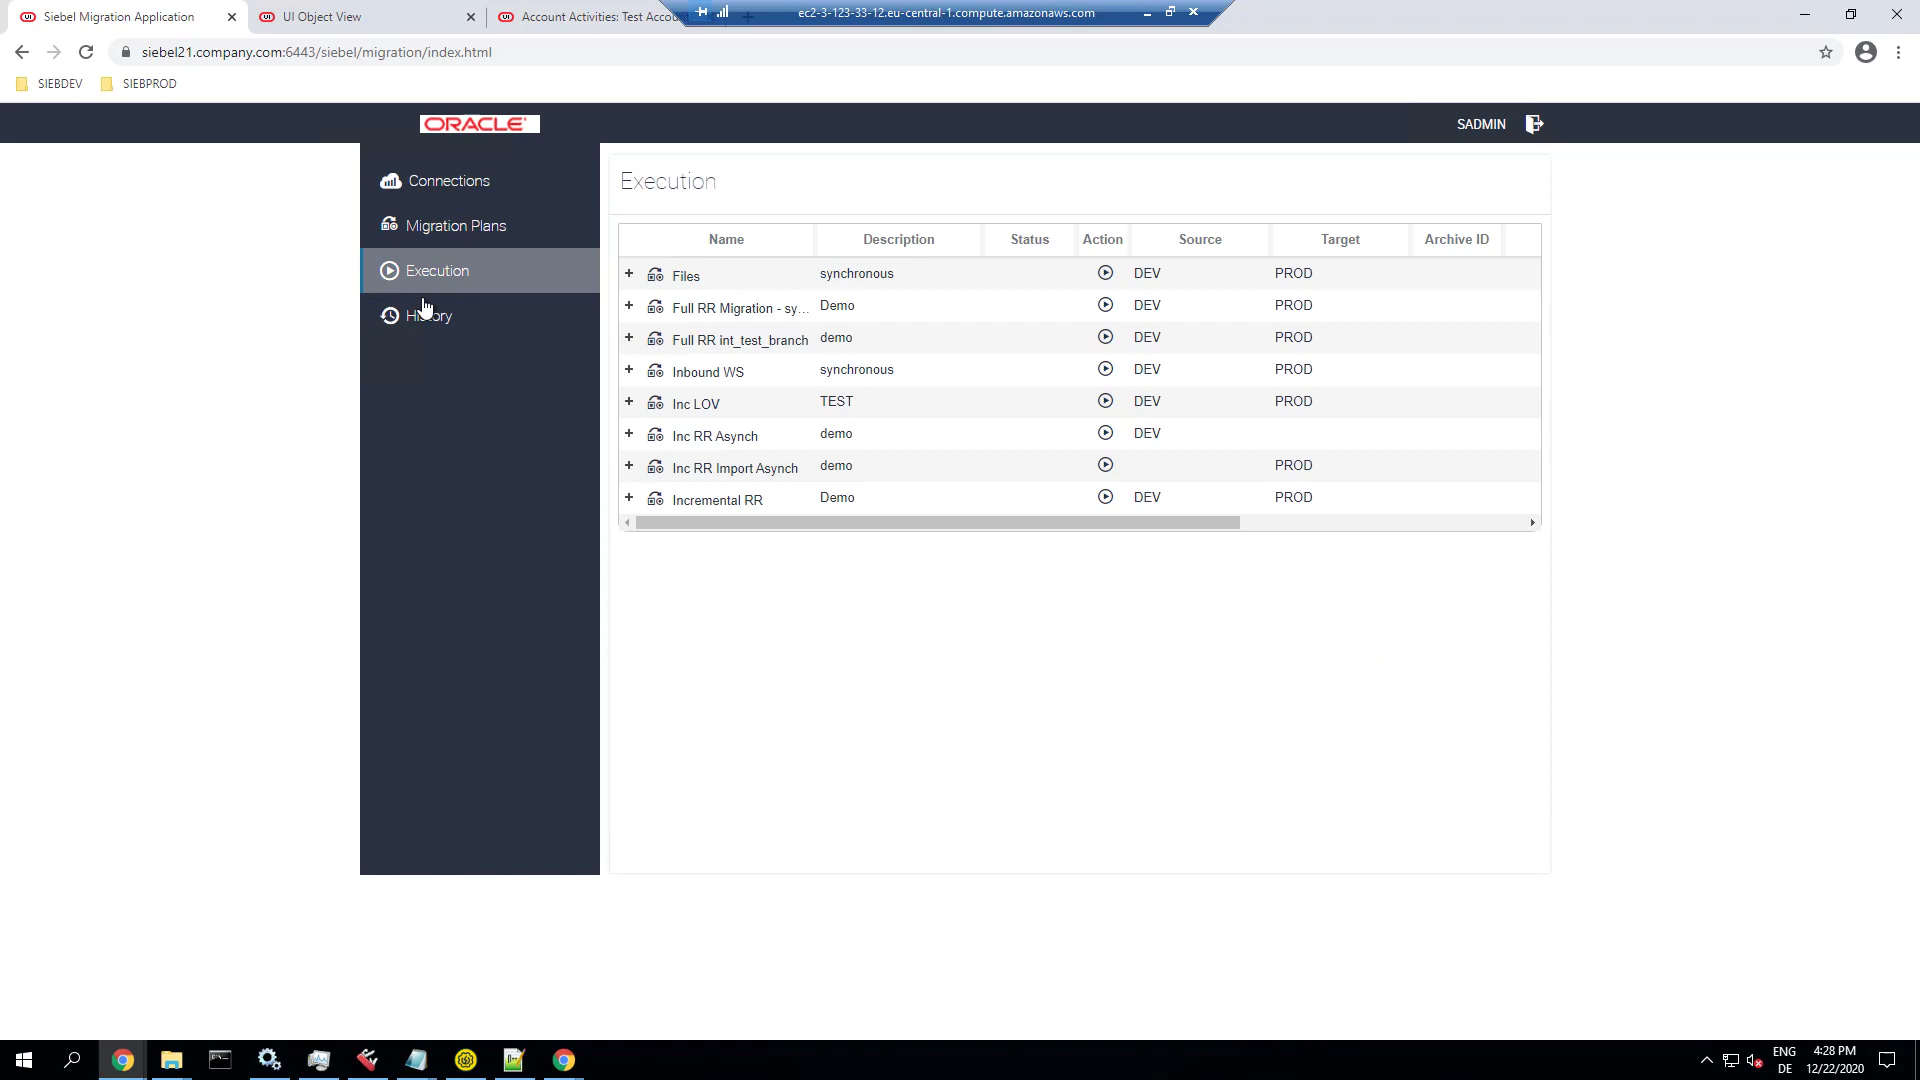 Siebel Migration Application
UI Object View
Account Activities: Test Accou
ec2-3-123-33-12.eu-central-1.compute.amazonaws.com
siebel21.company.com:6443/siebel/migration/index.html
SIEBDEV
SIEBPROD
ORACLE
SADMIN
Connections
Migration Plans
Execution
History
Execution
Name Description Status Action Source Target Archive ID
Files synchronous DEV PROD
Full RR Migration - sy... Demo DEV PROD
Full RR int_test_branch demo DEV PROD
Inbound WS synchronous DEV PROD
Inc LOV TEST DEV PROD
Inc RR Asynch demo DEV
Inc RR Import Asynch demo PROD
Incremental RR Demo DEV PROD
ENG 4:28 PM
DE 12/22/2020